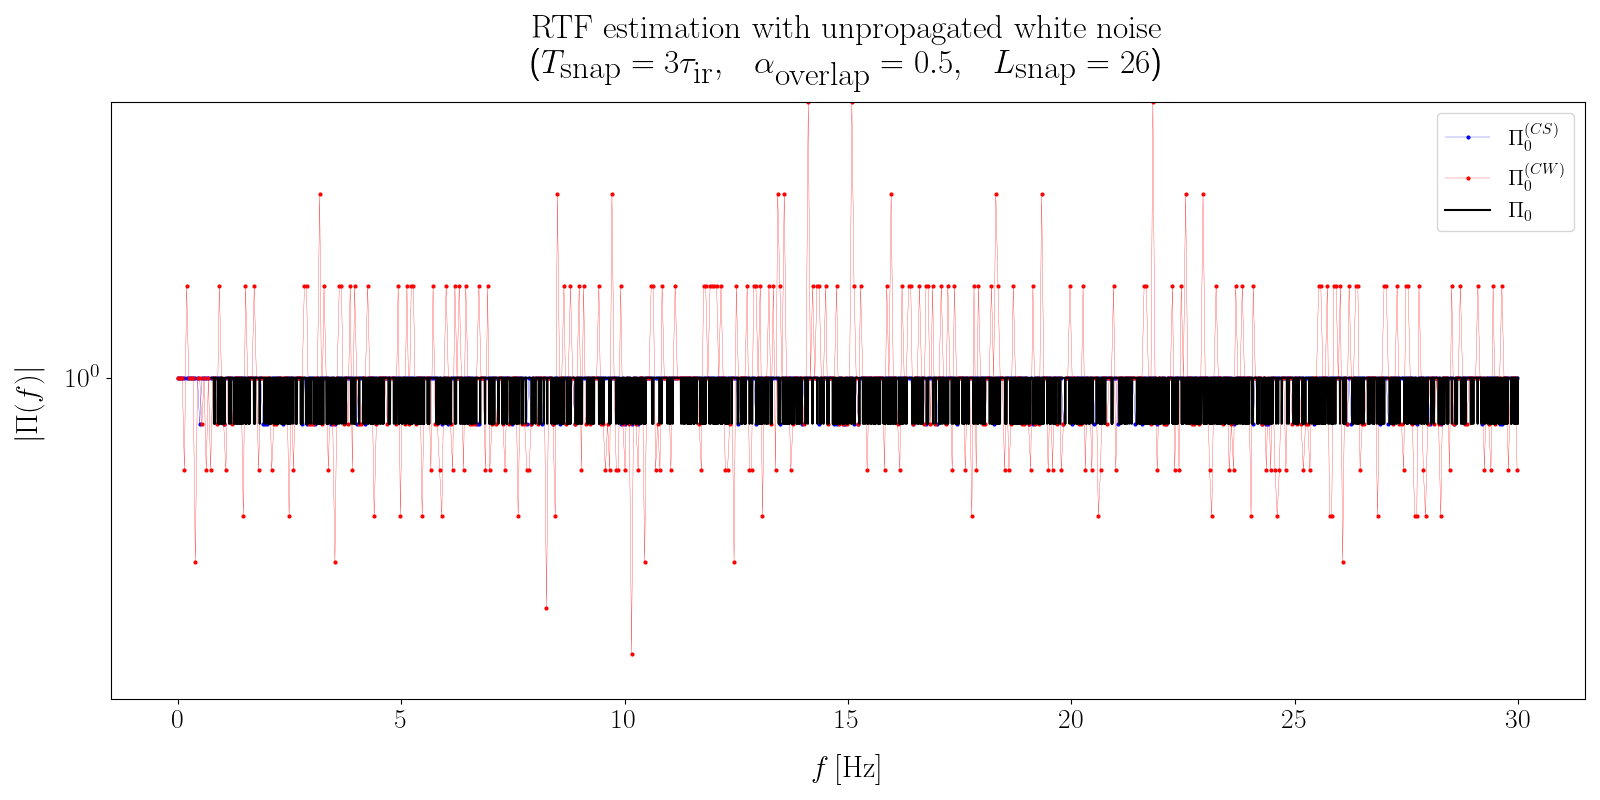 RTF estimation with unpropagated white noise
(T_snap = 3τ_ir, α_overlap = 0.5, L_snap = 26)
Π_0^(CS)
Π_0^(CW)
Π_0
|Π(f)|
10^0
0 5 10 15 20 25 30
f [Hz]